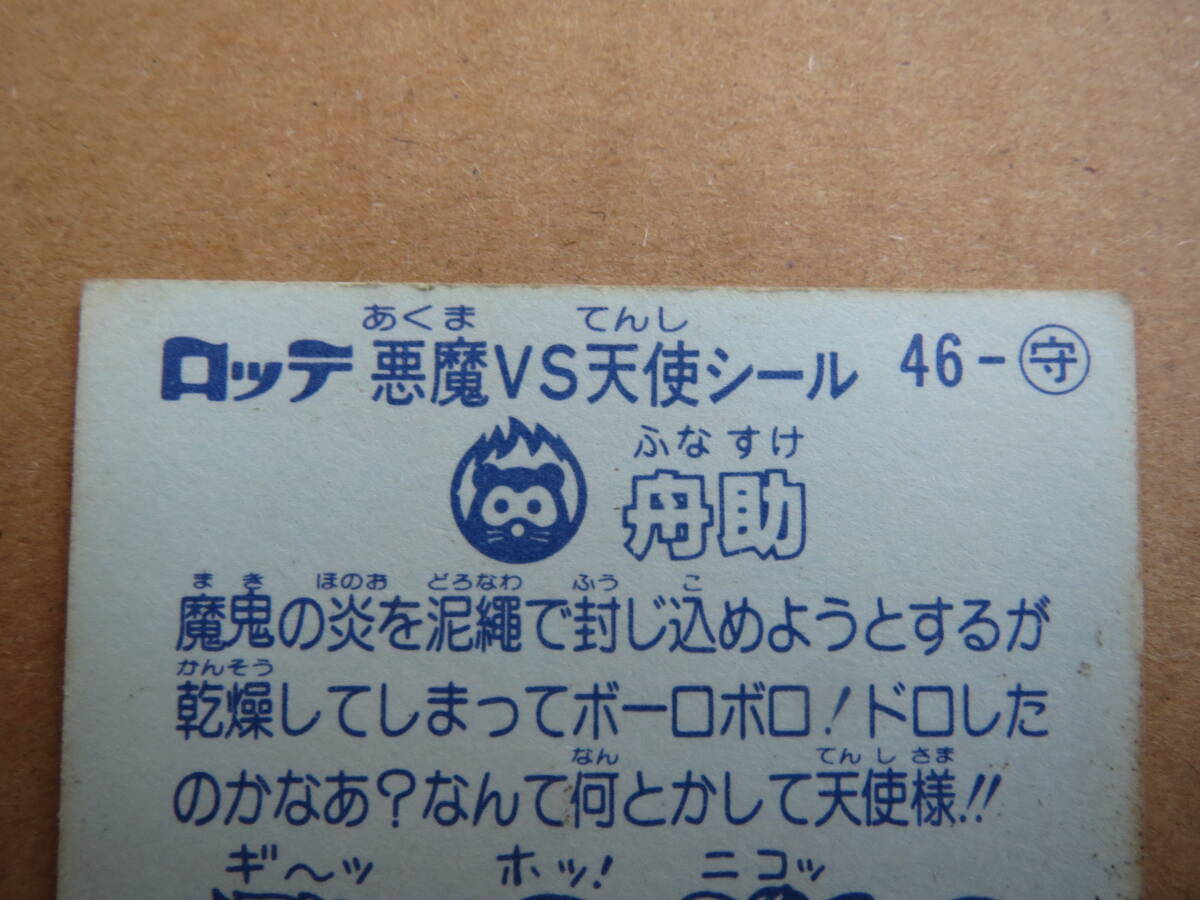 あくま てんし
ロッテ 悪魔VS天使シール 46-守
ふなすけ
舟助
まき ほのお どろなわ ふう こ
魔鬼の炎を泥縄で封じ込めようとするが
かんそう
乾燥してしまってボーロボロ!ドロした
なん てんしさま
のかなあ?なんて何とかして天使様!!
ギ〜ッ ホッ! ニコッ